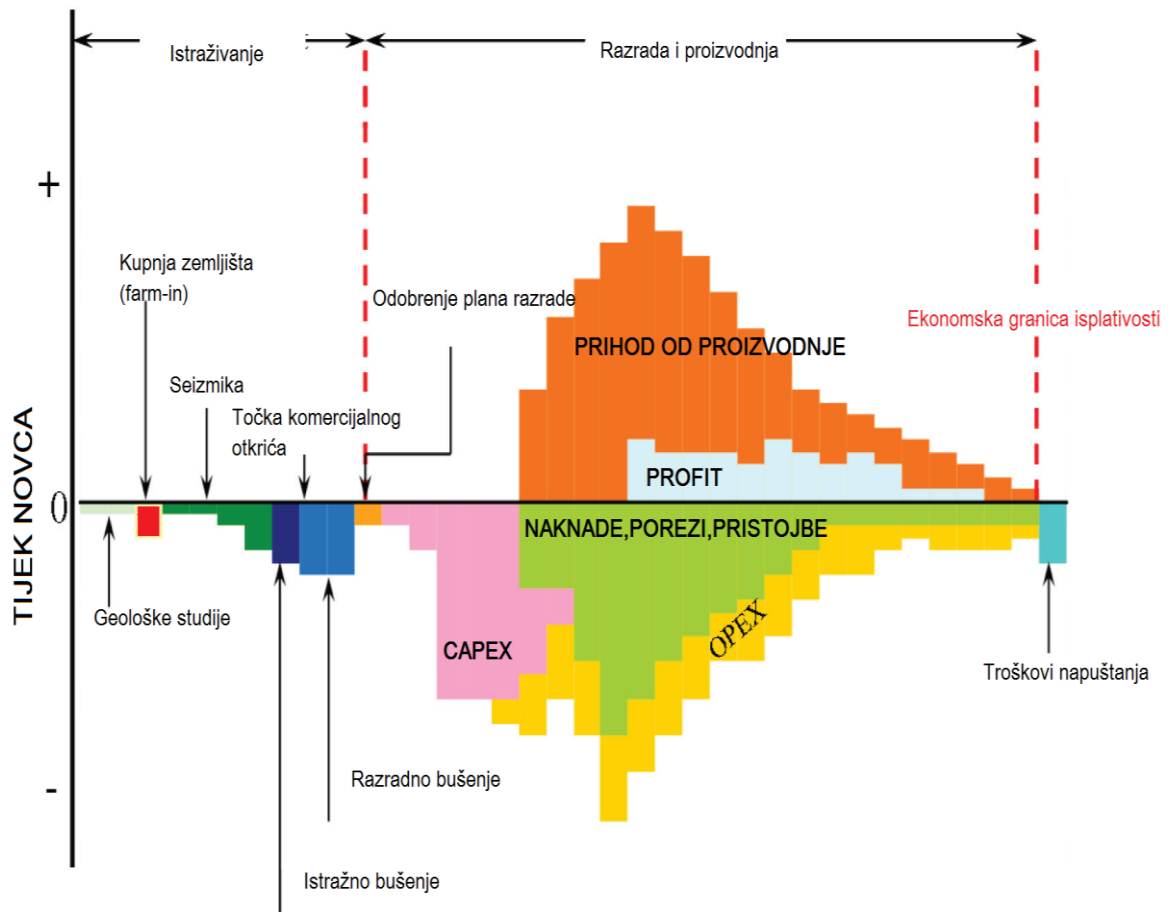 Istraživanje
Razrada i proizvodnja
+
Kupnja zemljišta
(farm-in)
Odobrenje plana razrade
Ekonomska granica isplativosti
PRIHOD OD PROIZVODNJE
Seizmika
Točka komercijalnog
otkrića
PROFIT
TIJEK NOVCA
0
NAKNADE,POREZI,PRISTOJBE
Geološke studije
CAPEX
OPEX
Troškovi napuštanja
Razradno bušenje
-
Istražno bušenje